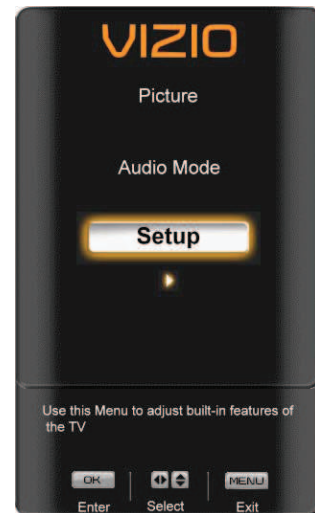 VIZIO
Picture
Audio Mode
Setup
Use this Menu to adjust built-in features of
the TV
OK
MENU
Enter
Select
Exit